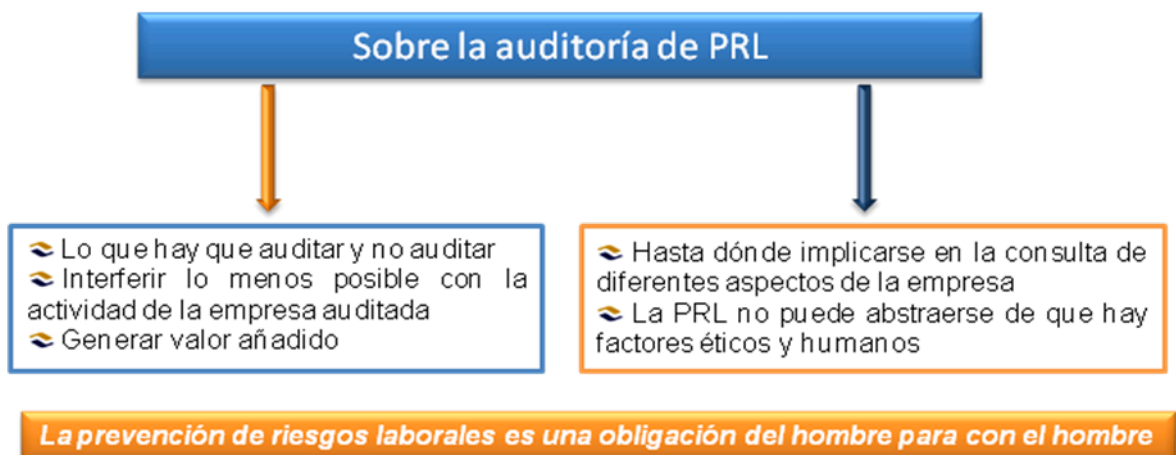 Sobre la auditoría de PRL
Lo que hay que auditar y no auditar
Interferir lo menos posible con la
actividad de la empresa auditada
Generar valor añadido
Hasta dónde implicarse en la consulta de
diferentes aspectos de la empresa
La PRL no puede abstraerse de que hay
factores éticos y humanos
La prevención de riesgos laborales es una obligación del hombre para con el hombre